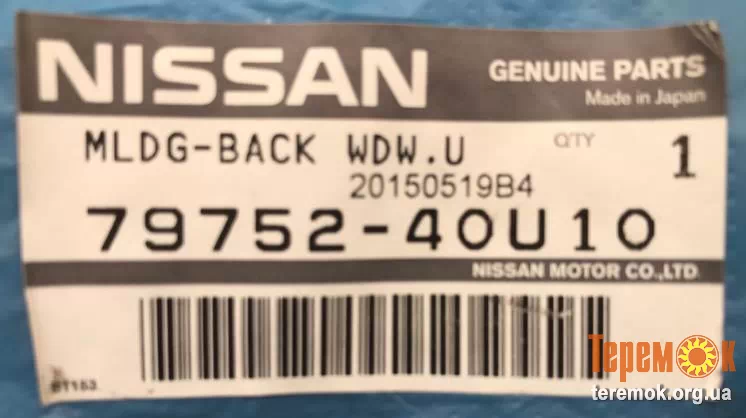 NISSAN GENUINE PARTS
Made in Japan
MLDG-BACK WDW.U QTY 1
20150519B4
79752-40U10
NISSAN MOTOR CO.,LTD.
Теремок
teremok.org.ua